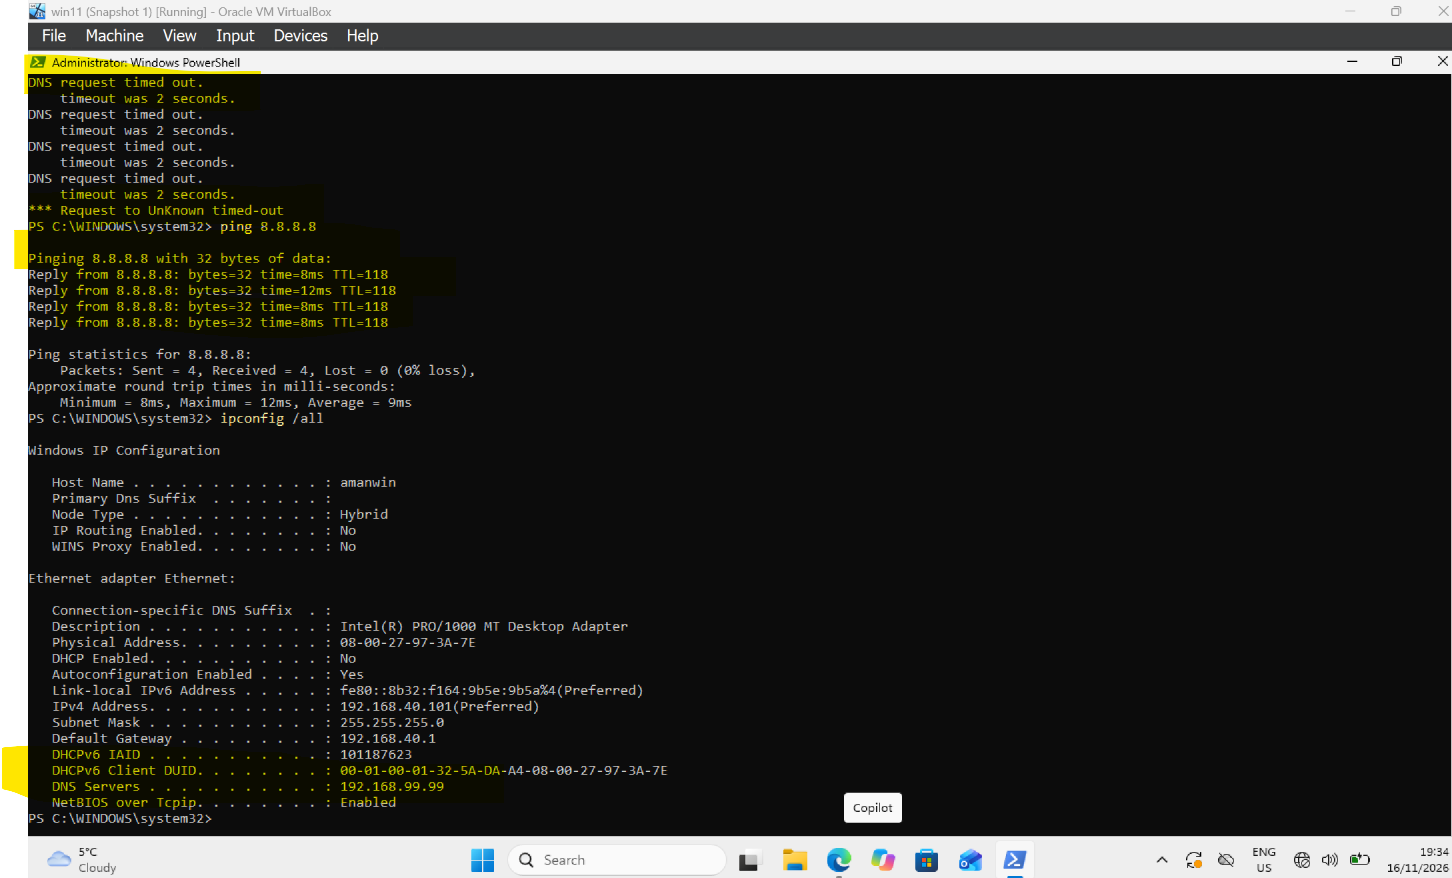 win11 (Snapshot 1) [Running] - Oracle VM VirtualBox
File Machine View Input Devices Help
Administrator: Windows PowerShell
DNS request timed out.
    timeout was 2 seconds.
DNS request timed out.
    timeout was 2 seconds.
DNS request timed out.
    timeout was 2 seconds.
DNS request timed out.
    timeout was 2 seconds.
*** Request to UnKnown timed-out
PS C:\WINDOWS\system32> ping 8.8.8.8
Pinging 8.8.8.8 with 32 bytes of data:
Reply from 8.8.8.8: bytes=32 time=8ms TTL=118
Reply from 8.8.8.8: bytes=32 time=12ms TTL=118
Reply from 8.8.8.8: bytes=32 time=8ms TTL=118
Reply from 8.8.8.8: bytes=32 time=8ms TTL=118
Ping statistics for 8.8.8.8:
    Packets: Sent = 4, Received = 4, Lost = 0 (0% loss),
Approximate round trip times in milli-seconds:
    Minimum = 8ms, Maximum = 12ms, Average = 9ms
PS C:\WINDOWS\system32> ipconfig /all
Windows IP Configuration
   Host Name . . . . . . . . . . . . : amanwin
   Primary Dns Suffix  . . . . . . . :
   Node Type . . . . . . . . . . . . : Hybrid
   IP Routing Enabled. . . . . . . . : No
   WINS Proxy Enabled. . . . . . . . : No
Ethernet adapter Ethernet:
   Connection-specific DNS Suffix  . :
   Description . . . . . . . . . . . : Intel(R) PRO/1000 MT Desktop Adapter
   Physical Address. . . . . . . . . : 08-00-27-97-3A-7E
   DHCP Enabled. . . . . . . . . . . : No
   Autoconfiguration Enabled . . . . : Yes
   Link-local IPv6 Address . . . . . : fe80::8b32:f164:9b5e:9b5a%4(Preferred)
   IPv4 Address. . . . . . . . . . . : 192.168.40.101(Preferred)
   Subnet Mask . . . . . . . . . . . : 255.255.255.0
   Default Gateway . . . . . . . . . : 192.168.40.1
   DHCPv6 IAID . . . . . . . . . . . : 101187623
   DHCPv6 Client DUID. . . . . . . . : 00-01-00-01-32-5A-DA-A4-08-00-27-97-3A-7E
   DNS Servers . . . . . . . . . . . : 192.168.99.99
   NetBIOS over Tcpip. . . . . . . . : Enabled
PS C:\WINDOWS\system32>
Copilot
5°C
Cloudy
Search
ENG
US
19:34
16/11/2026